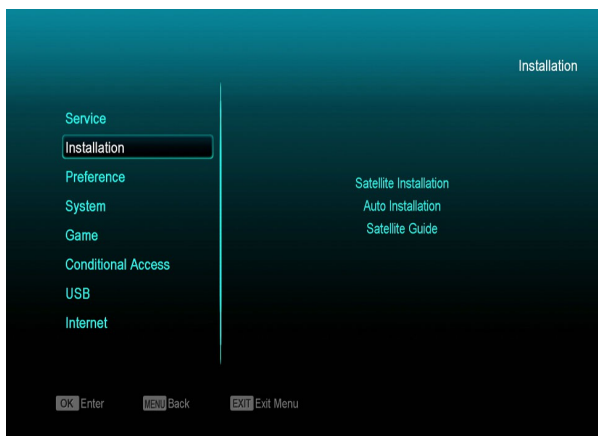 Installation
Service
Installation
Preference
System
Game
Conditional Access
USB
Internet
Satellite Installation
Auto Installation
Satellite Guide
OK Enter MENU Back EXIT Exit Menu